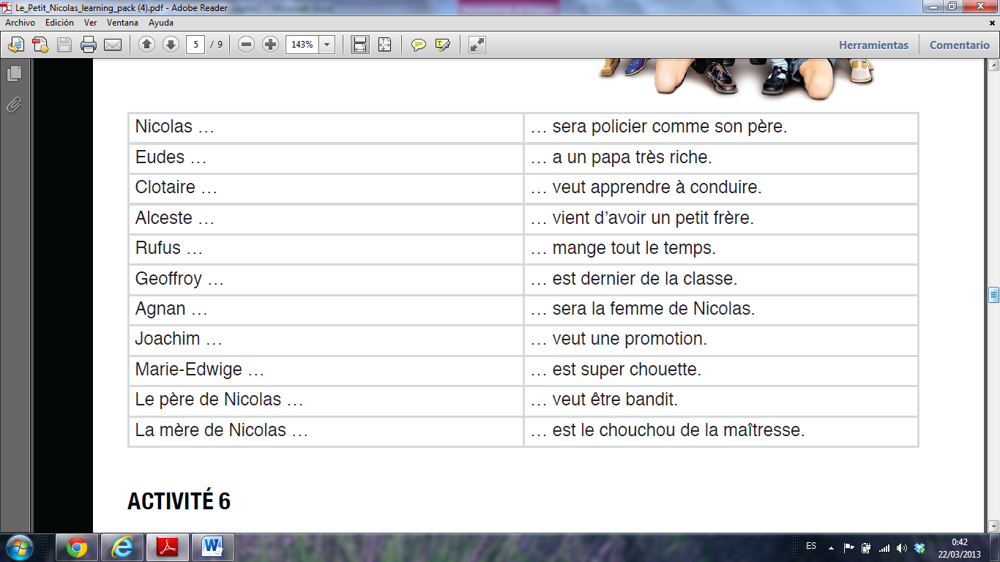 Le_Petit_Nicolas_learning_pack (4).pdf - Adobe Reader
Archivo Edición Ver Ventana Ayuda
5 / 9 143% Herramientas Comentario
Nicolas … … sera policier comme son père.
Eudes … … a un papa très riche.
Clotaire … … veut apprendre à conduire.
Alceste … … vient d’avoir un petit frère.
Rufus … … mange tout le temps.
Geoffroy … … est dernier de la classe.
Agnan … … sera la femme de Nicolas.
Joachim … … veut une promotion.
Marie-Edwige … … est super chouette.
Le père de Nicolas … … veut être bandit.
La mère de Nicolas … … est le chouchou de la maîtresse.
ACTIVITÉ 6
ES 0:42
22/03/2013